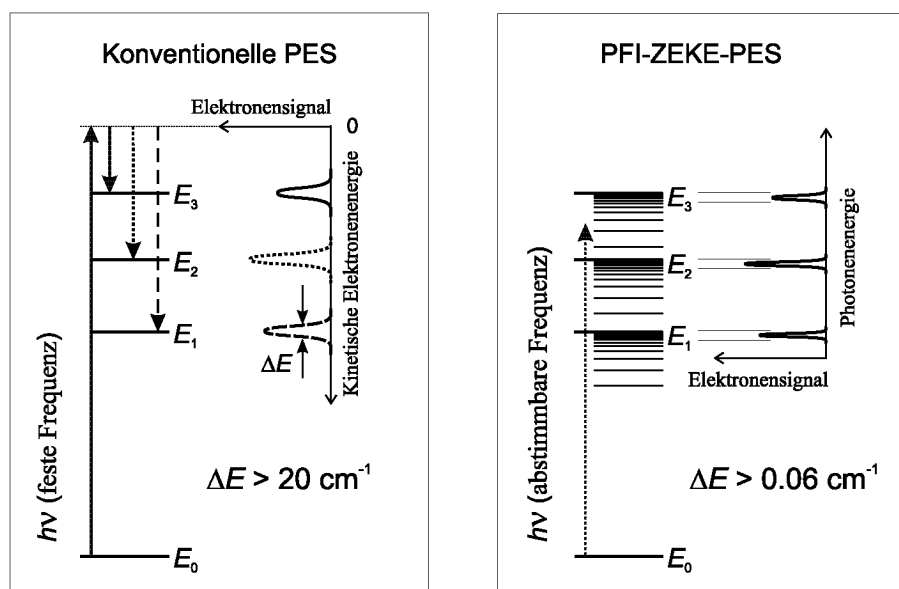 Konventionelle PES
Elektronensignal
0
E3
E2
E1
ΔE
Kinetische Elektronenenergie
hν (feste Frequenz)
ΔE > 20 cm⁻¹
E0
PFI-ZEKE-PES
E3
E2
E1
Photonenenergie
Elektronensignal
hν (abstimmbare Frequenz)
ΔE > 0.06 cm⁻¹
E0